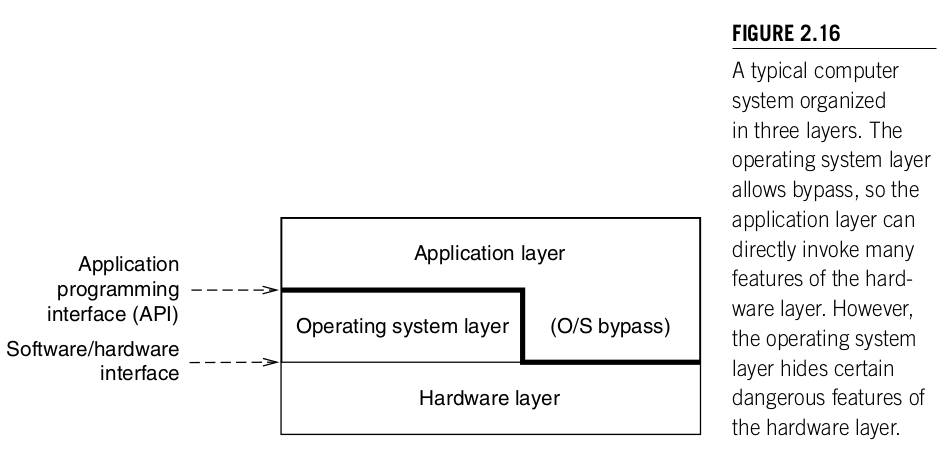 FIGURE 2.16
A typical computer
system organized
in three layers. The
operating system layer
allows bypass, so the
application layer can
directly invoke many
features of the hard-
ware layer. However,
the operating system
layer hides certain
dangerous features of
the hardware layer.
Application layer
Application
programming
interface (API)
Operating system layer
(O/S bypass)
Software/hardware
interface
Hardware layer